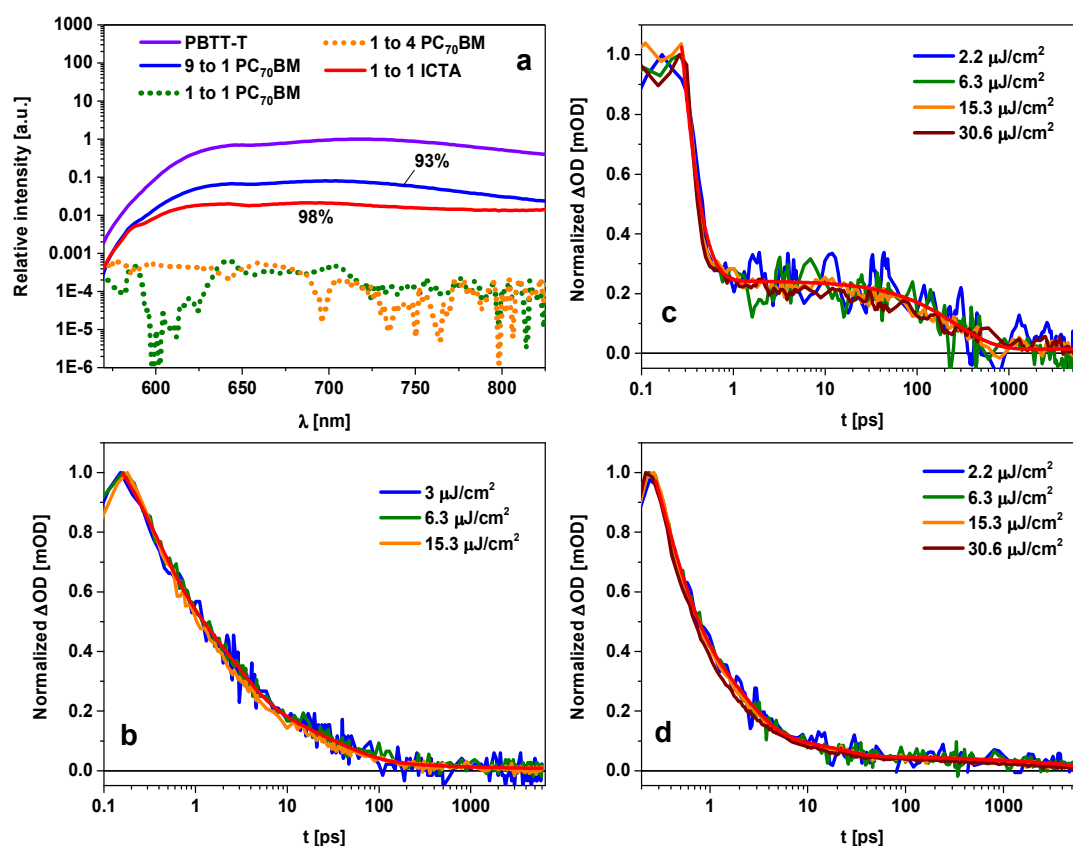 a
Relative intensity [a.u.]
1000
100
10
1
0.1
0.01
0.001
1E-4
1E-5
1E-6
PBTT-T
9 to 1 PC₇₀BM
1 to 1 PC₇₀BM
1 to 4 PC₇₀BM
1 to 1 ICTA
93%
98%
600 650 700 750 800
λ [nm]
c
Normalized ΔOD [mOD]
1.0
0.8
0.6
0.4
0.2
0.0
2.2 μJ/cm²
6.3 μJ/cm²
15.3 μJ/cm²
30.6 μJ/cm²
0.1 1 10 100 1000
t [ps]
b
Normalized ΔOD [mOD]
1.0
0.8
0.6
0.4
0.2
0.0
3 μJ/cm²
6.3 μJ/cm²
15.3 μJ/cm²
0.1 1 10 100 1000
t [ps]
d
Normalized ΔOD [mOD]
1.0
0.8
0.6
0.4
0.2
0.0
2.2 μJ/cm²
6.3 μJ/cm²
15.3 μJ/cm²
30.6 μJ/cm²
1 10 100 1000
t [ps]